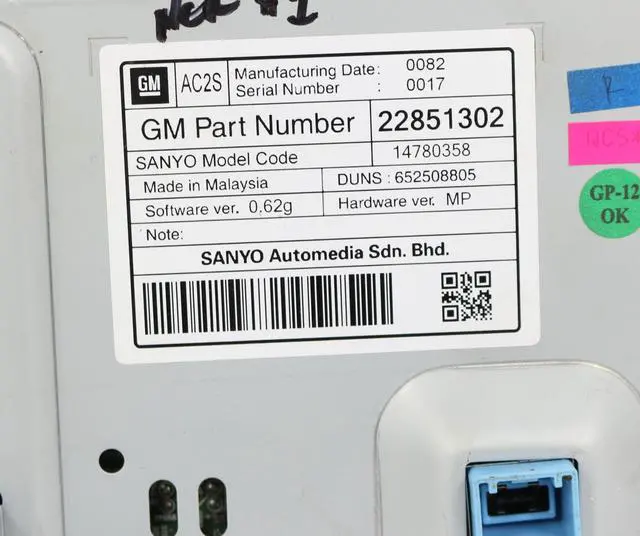 GM
AC2S
Manufacturing Date: 0082
Serial Number : 0017
GM Part Number 22851302
SANYO Model Code 14780358
Made in Malaysia DUNS : 652508805
Software ver. 0.62g Hardware ver. MP
Note:
SANYO Automedia Sdn. Bhd.
R
GP-12
OK